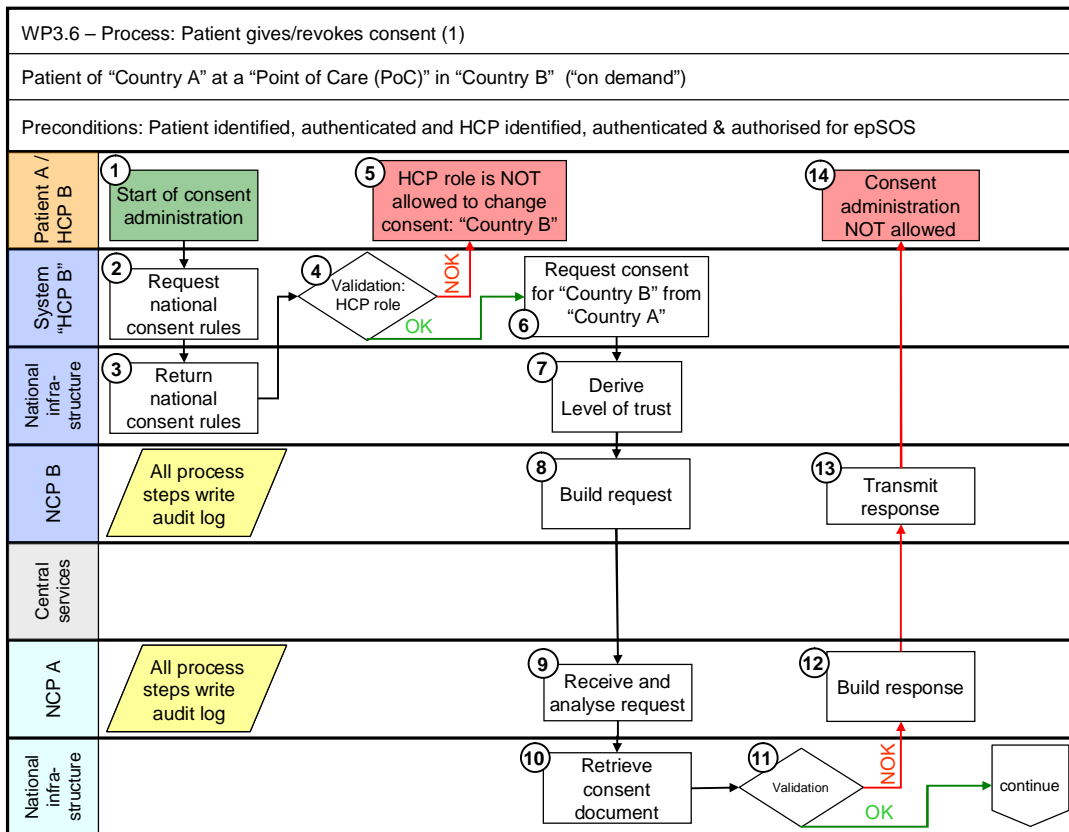 WP3.6 – Process: Patient gives/revokes consent (1)
Patient of “Country A” at a “Point of Care (PoC)” in “Country B” (“on demand”)
Preconditions: Patient identified, authenticated and HCP identified, authenticated & authorised for epSOS
Patient A /
HCP B
1
Start of consent
administration
5
HCP role is NOT
allowed to change
consent: “Country B”
14
Consent
administration
NOT allowed
System
“HCP B”
2
Request
national
consent rules
4
Validation:
HCP role
NOK
OK
Request consent
for “Country B” from
“Country A”
6
National
infra-
structure
3
Return
national
consent rules
7
Derive
Level of trust
NCP B
All process
steps write
audit log
8
Build request
13
Transmit
response
Central
services
NCP A
All process
steps write
audit log
9
Receive and
analyse request
12
Build response
National
infra-
structure
10
Retrieve
consent
document
11
Validation
NOK
OK
continue